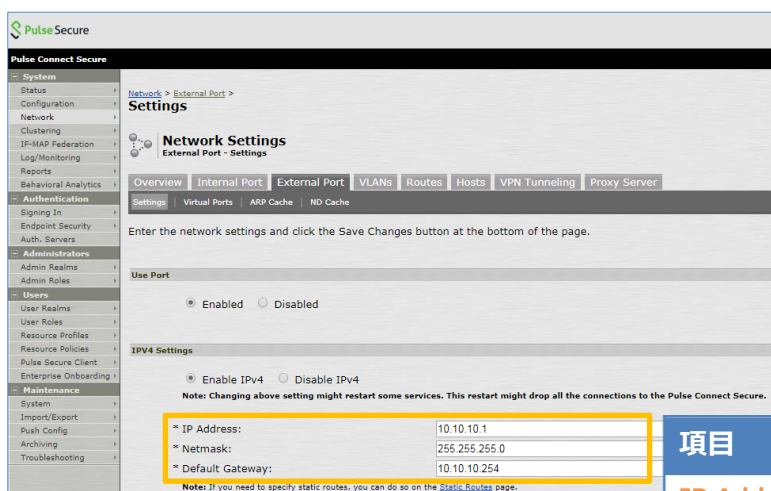 Pulse Secure
Pulse Connect Secure
System
Status
Configuration
Network
Clustering
IF-MAP Federation
Log/Monitoring
Reports
Behavioral Analytics
Authentication
Signing In
Endpoint Security
Auth. Servers
Administrators
Admin Realms
Admin Roles
Users
User Realms
User Roles
Resource Profiles
Resource Policies
Pulse Secure Client
Enterprise Onboarding
Maintenance
System
Import/Export
Push Config
Archiving
Troubleshooting
Network > External Port >
Settings
Network Settings
External Port - Settings
Overview Internal Port External Port VLANs Routes Hosts VPN Tunneling Proxy Server
Settings | Virtual Ports | ARP Cache | ND Cache
Enter the network settings and click the Save Changes button at the bottom of the page.
Use Port
Enabled Disabled
IPV4 Settings
Enable IPv4 Disable IPv4
Note: Changing above setting might restart some services. This restart might drop all the connections to the Pulse Connect Secure.
* IP Address: 10.10.10.1
* Netmask: 255.255.255.0
* Default Gateway: 10.10.10.254
Note: If you need to specify static routes, you can do so on the Static Routes page.
項目